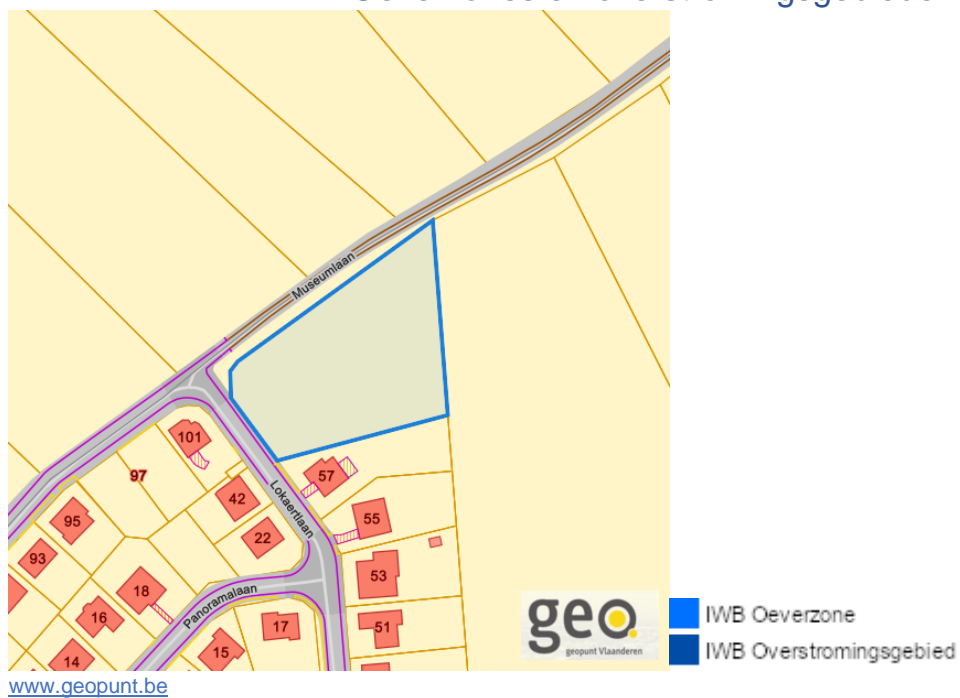 Museumlaan
101
97
57
Lokaertlaan
42
95
55
22
93
53
18
Panoramalaan
16
17
51
15
14
geo
geopunt Vlaanderen
IWB Oeverzone
IWB Overstromingsgebied
www.geopunt.be